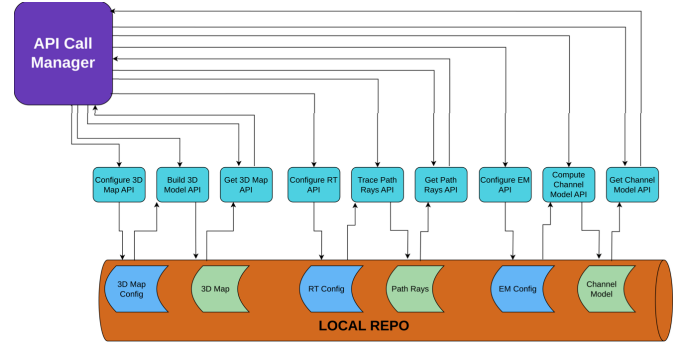 API Call
Manager
Configure 3D
Map API
Build 3D
Model API
Get 3D Map
API
Configure RT
API
Trace Path
Rays API
Get Path
Rays API
Configure EM
API
Compute
Channel
Model API
Get Channel
Model API
3D Map
Config
3D Map
RT Config
Path Rays
EM Config
Channel
Model
LOCAL REPO